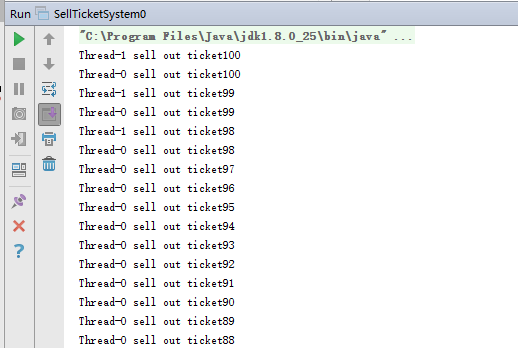 Run SellTicketSystem0
"C:\Program Files\Java\jdk1.8.0_25\bin\java" ...
Thread-1 sell out ticket100
Thread-0 sell out ticket100
Thread-1 sell out ticket99
Thread-0 sell out ticket99
Thread-1 sell out ticket98
Thread-0 sell out ticket98
Thread-0 sell out ticket97
Thread-0 sell out ticket96
Thread-0 sell out ticket95
Thread-0 sell out ticket94
Thread-0 sell out ticket93
Thread-0 sell out ticket92
Thread-0 sell out ticket91
Thread-0 sell out ticket90
Thread-0 sell out ticket89
Thread-0 sell out ticket88